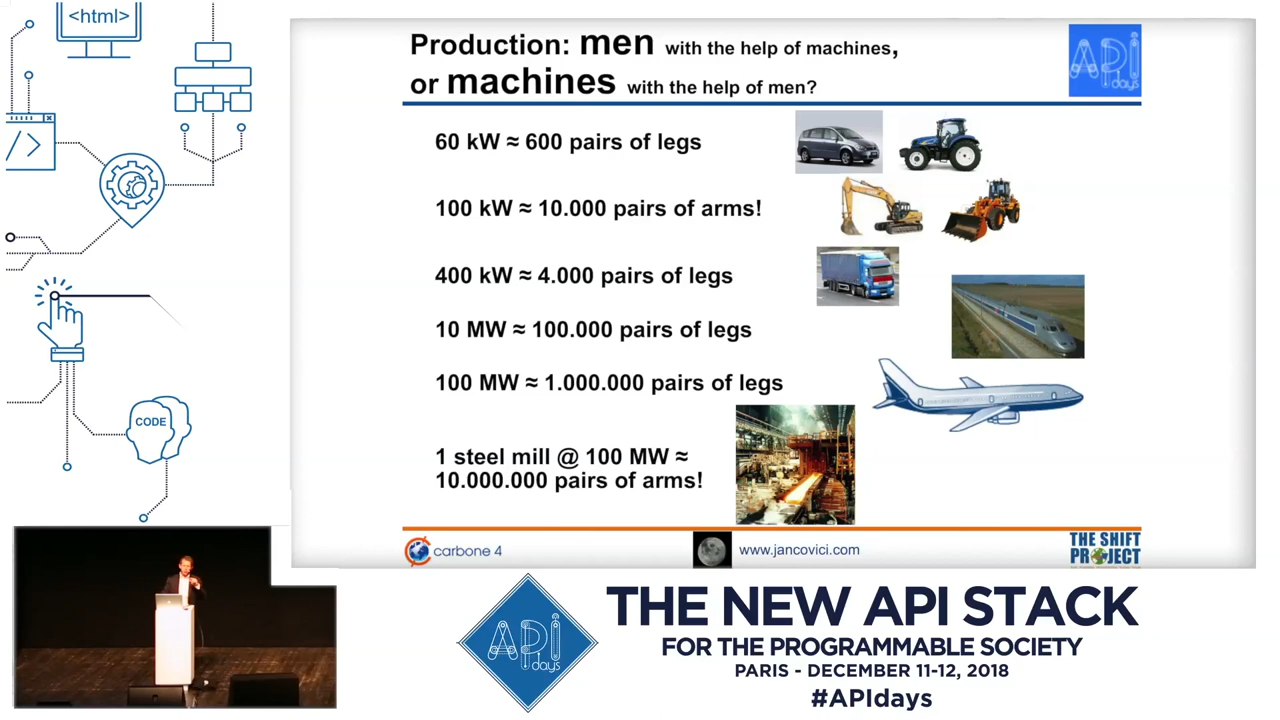 <html>
Production: men with the help of machines,
or machines with the help of men?
API
days
60 kW ≈ 600 pairs of legs
100 kW ≈ 10.000 pairs of arms!
400 kW ≈ 4.000 pairs of legs
10 MW ≈ 100.000 pairs of legs
100 MW ≈ 1.000.000 pairs of legs
1 steel mill @ 100 MW ≈
10.000.000 pairs of arms!
</>
CODE
carbone 4
www.jancovici.com
THE SHIFT
PROJECT
API
days
THE NEW API STACK
FOR THE PROGRAMMABLE SOCIETY
PARIS - DECEMBER 11-12, 2018
#APIdays